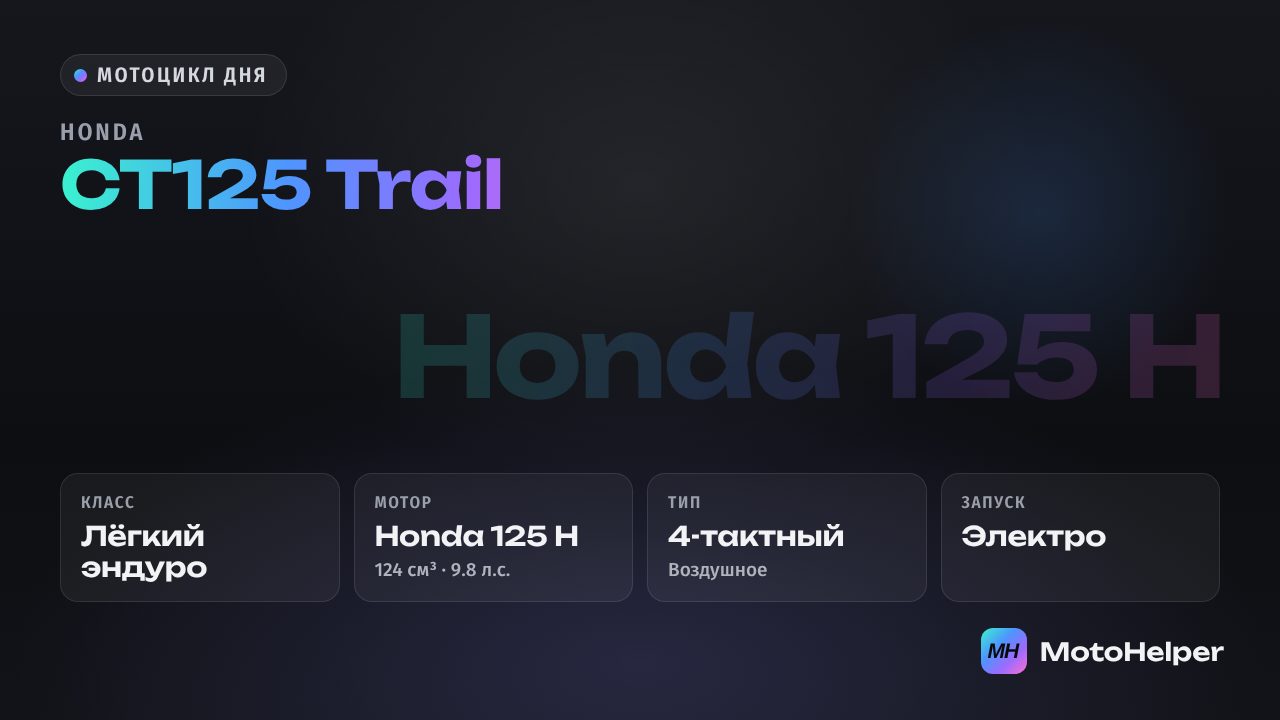 МОТОЦИКЛ ДНЯ
HONDA
CT125 Trail
Honda 125 H
КЛАСС
Лёгкий
эндуро
МОТОР
Honda 125 H
124 см³ · 9.8 л.с.
ТИП
4-тактный
Воздушное
ЗАПУСК
Электро
MH MotoHelper